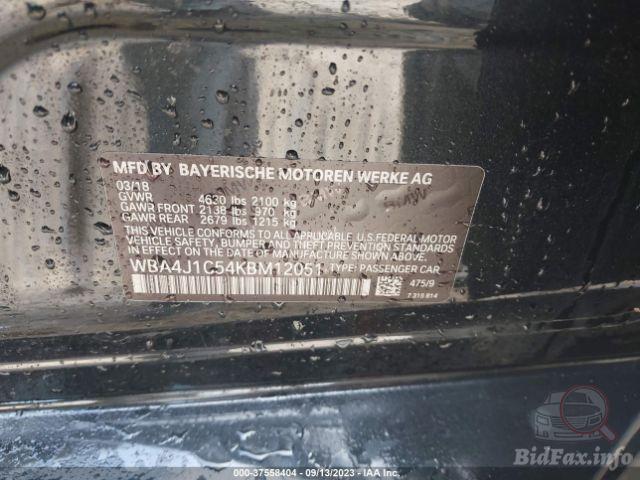 MFD BY BAYERISCHE MOTOREN WERKE AG
03/18
GVWR 4630 lbs 2100 kg
GAWR FRONT 2138 lbs 970 kg
GAWR REAR 2679 lbs 1215 kg
THIS VEHICLE CONFORMS TO ALL APPLICABLE U.S.FEDERAL MOTOR
VEHICLE SAFETY, BUMPER AND THEFT PREVENTION STANDARDS
IN EFFECT ON THE DATE OF MANUFACTURE SHOWN ABOVE.
WBA4J1C54KBM12051 TYPE: PASSENGER CAR
475/9
7 319 814
BidFax.info
000-37558404 - 09/13/2023 - IAA Inc.